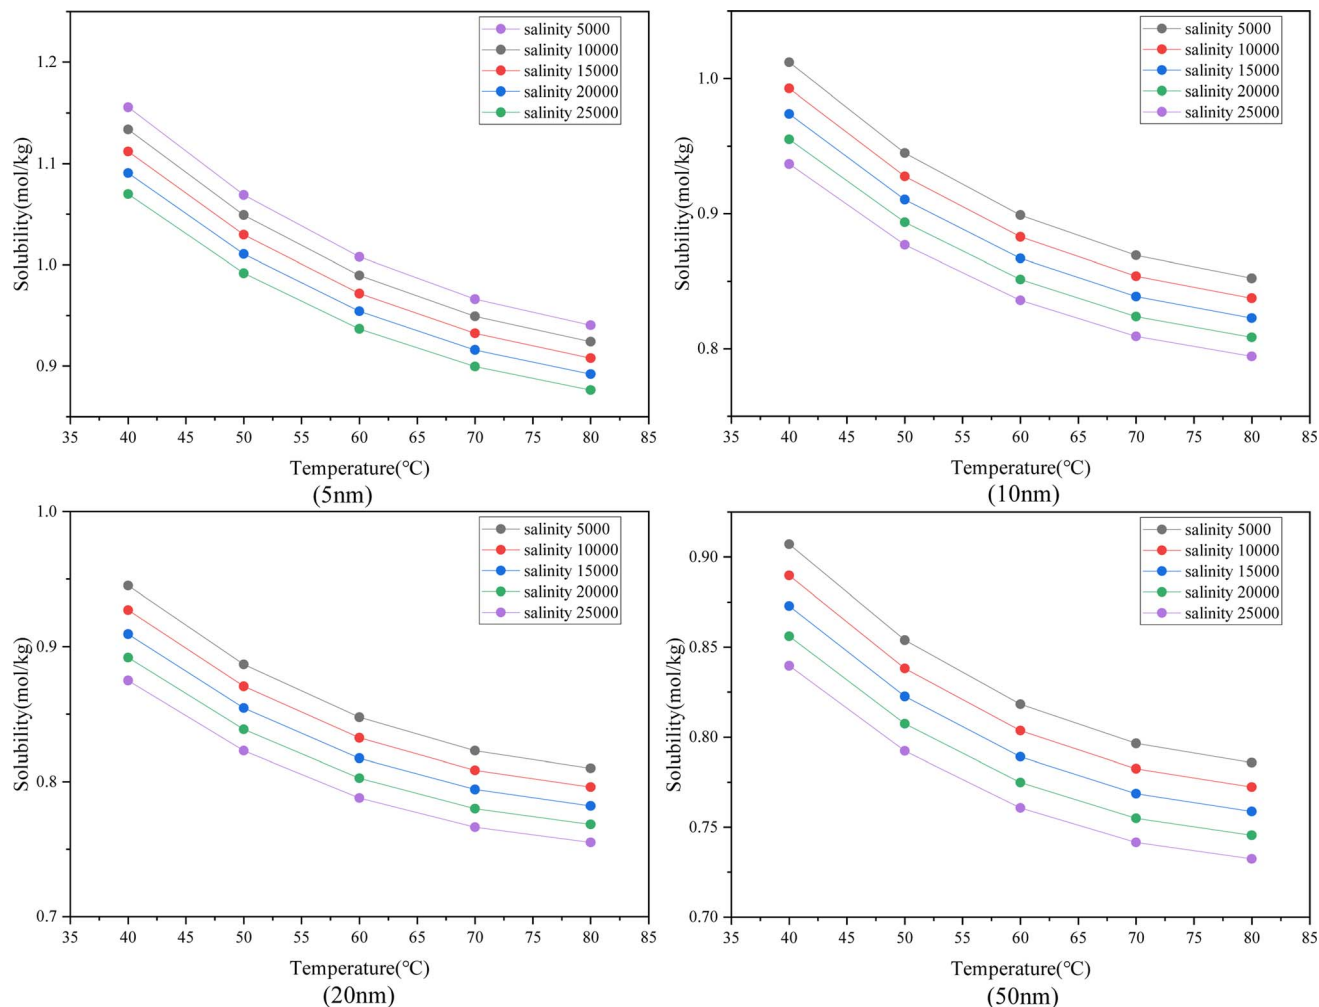 salinity 5000
salinity 10000
salinity 15000
salinity 20000
salinity 25000
Solubility(mol/kg)
1.2
1.1
1.0
0.9
35 40 45 50 55 60 65 70 75 80 85
Temperature(℃)
(5nm)
salinity 5000
salinity 10000
salinity 15000
salinity 20000
salinity 25000
Solubility(mol/kg)
1.0
0.9
0.8
35 40 45 50 55 60 65 70 75 80 85
Temperature(℃)
(10nm)
salinity 5000
salinity 10000
salinity 15000
salinity 20000
salinity 25000
Solubility(mol/kg)
1.0
0.9
0.8
0.7
35 40 45 50 55 60 65 70 75 80 85
Temperature(℃)
(20nm)
salinity 5000
salinity 10000
salinity 15000
salinity 20000
salinity 25000
Solubility(mol/kg)
0.90
0.85
0.80
0.75
0.70
35 40 45 50 55 60 65 70 75 80 85
Temperature(℃)
(50nm)